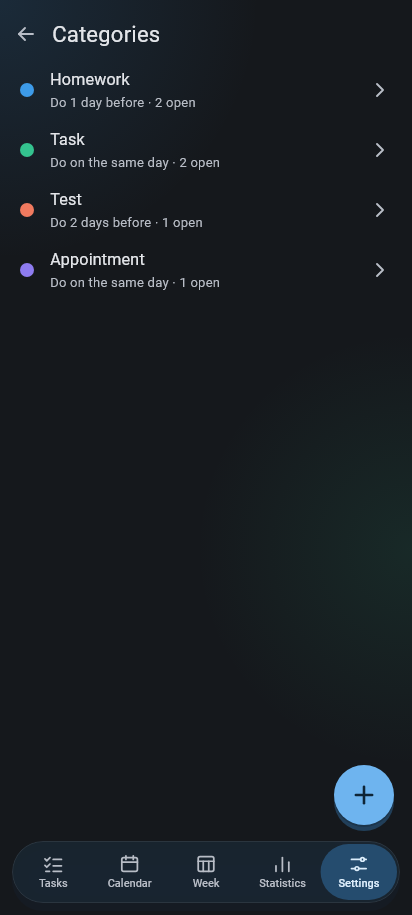 Categories
Homework
Do 1 day before · 2 open
Task
Do on the same day · 2 open
Test
Do 2 days before · 1 open
Appointment
Do on the same day · 1 open
Tasks
Calendar
Week
Statistics
Settings